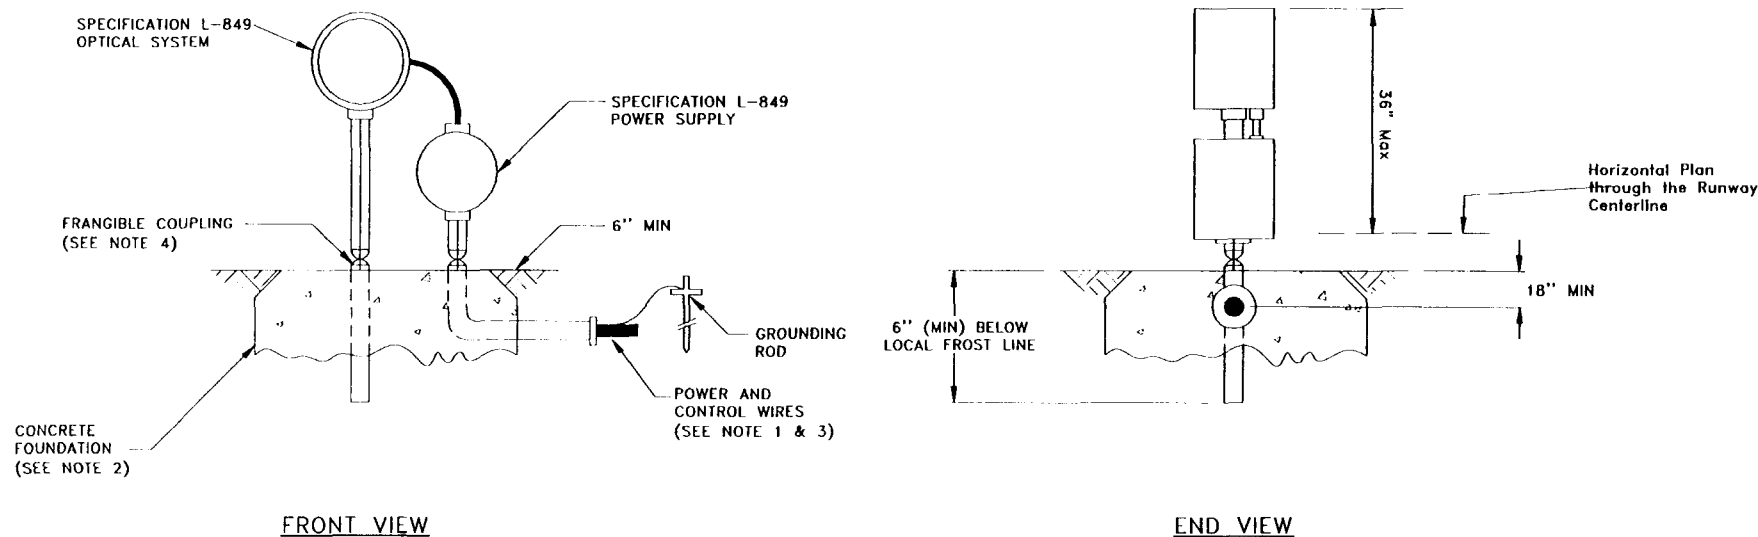 SPECIFICATION L-849
OPTICAL SYSTEM
SPECIFICATION L-849
POWER SUPPLY
FRANGIBLE COUPLING
(SEE NOTE 4)
6'' MIN
GROUNDING
ROD
POWER AND
CONTROL WIRES
(SEE NOTE 1 & 3)
CONCRETE
FOUNDATION
(SEE NOTE 2)
FRONT VIEW
36'' Max
Horizontal Plan
through the Runway
Centerline
18'' MIN
6'' (MIN) BELOW
LOCAL FROST LINE
END VIEW